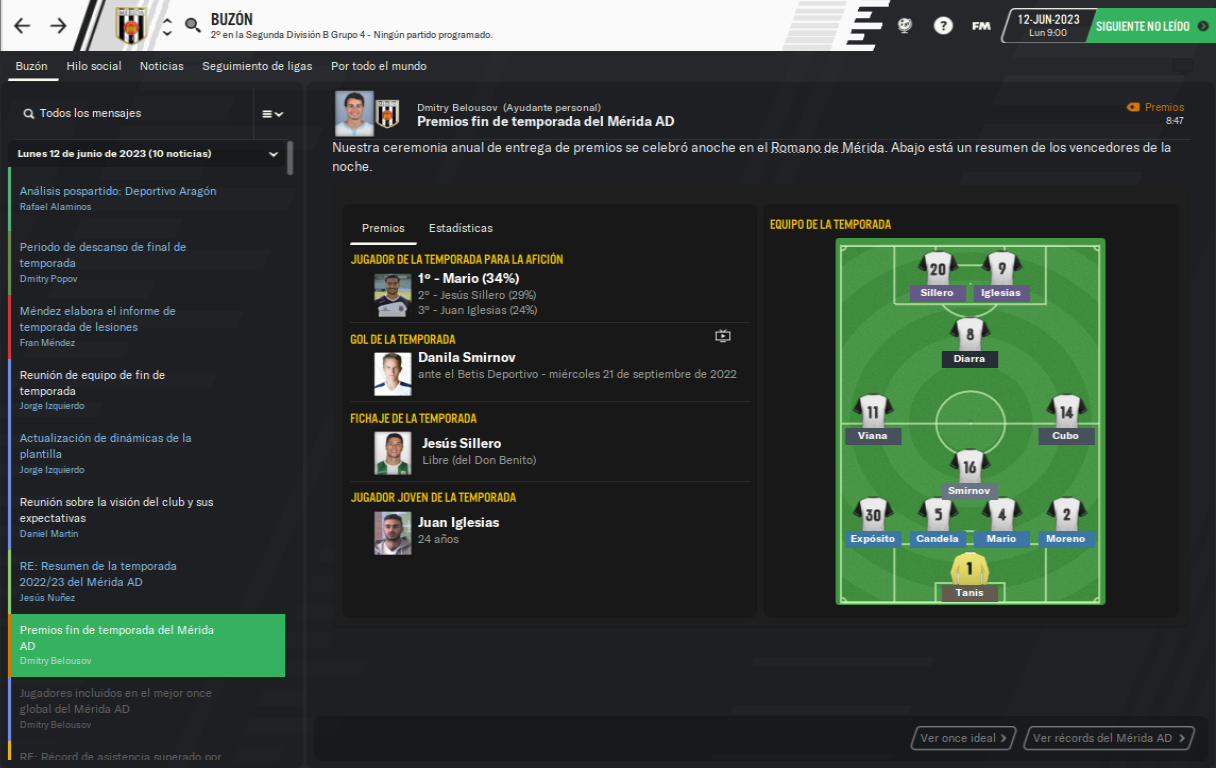 BUZÓN
2º en la Segunda División B Grupo 4 - Ningún partido programado.
?
FM
12-JUN-2023
Lun 9:00
SIGUIENTE NO LEÍDO
Buzón
Hilo social
Noticias
Seguimiento de ligas
Por todo el mundo
Todos los mensajes
Lunes 12 de junio de 2023 (10 noticias)
Análisis pospartido: Deportivo Aragón
Rafael Alaminos
Periodo de descanso de final de
temporada
Dmitry Popov
Méndez elabora el informe de
temporada de lesiones
Fran Méndez
Reunión de equipo de fin de
temporada
Jorge Izquierdo
Actualización de dinámicas de la
plantilla
Jorge Izquierdo
Reunión sobre la visión del club y sus
expectativas
Daniel Martín
RE: Resumen de la temporada
2022/23 del Mérida AD
Jesús Nuñez
Premios fin de temporada del Mérida
AD
Dmitry Belousov
Jugadores incluidos en el mejor once
global del Mérida AD
Dmitry Belousov
RE: Récord de asistencia superado por
Dmitry Belousov (Ayudante personal)
Premios fin de temporada del Mérida AD
Premios
8:47
Nuestra ceremonia anual de entrega de premios se celebró anoche en el Romano de Mérida. Abajo está un resumen de los vencedores de la
noche.
Premios
Estadísticas
JUGADOR DE LA TEMPORADA PARA LA AFICIÓN
1º - Mario (34%)
2º - Jesús Sillero (29%)
3º - Juan Iglesias (24%)
GOL DE LA TEMPORADA
Danila Smirnov
ante el Betis Deportivo - miércoles 21 de septiembre de 2022
FICHAJE DE LA TEMPORADA
Jesús Sillero
Libre (del Don Benito)
JUGADOR JOVEN DE LA TEMPORADA
Juan Iglesias
24 años
EQUIPO DE LA TEMPORADA
20 9
Sillero Iglesias
8
Diarra
11 14
Viana Cubo
16
Smirnov
30 5 4 2
Expósito Candela Mario Moreno
1
Tanis
Ver once ideal
Ver récords del Mérida AD